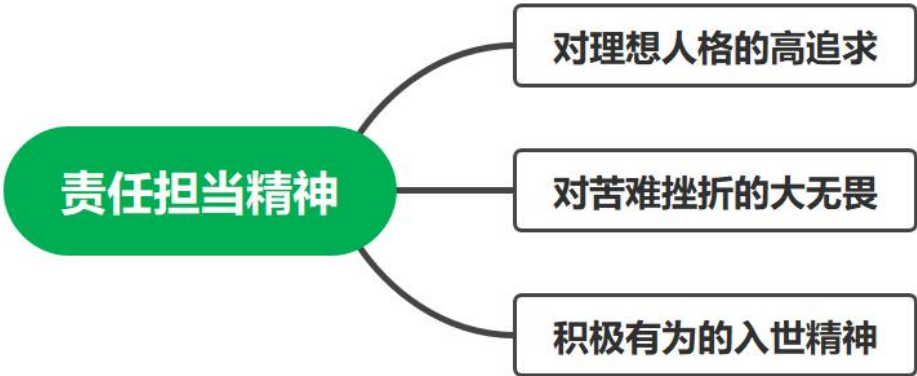 对理想人格的高追求
责任担当精神
对苦难挫折的大无畏
积极有为的入世精神